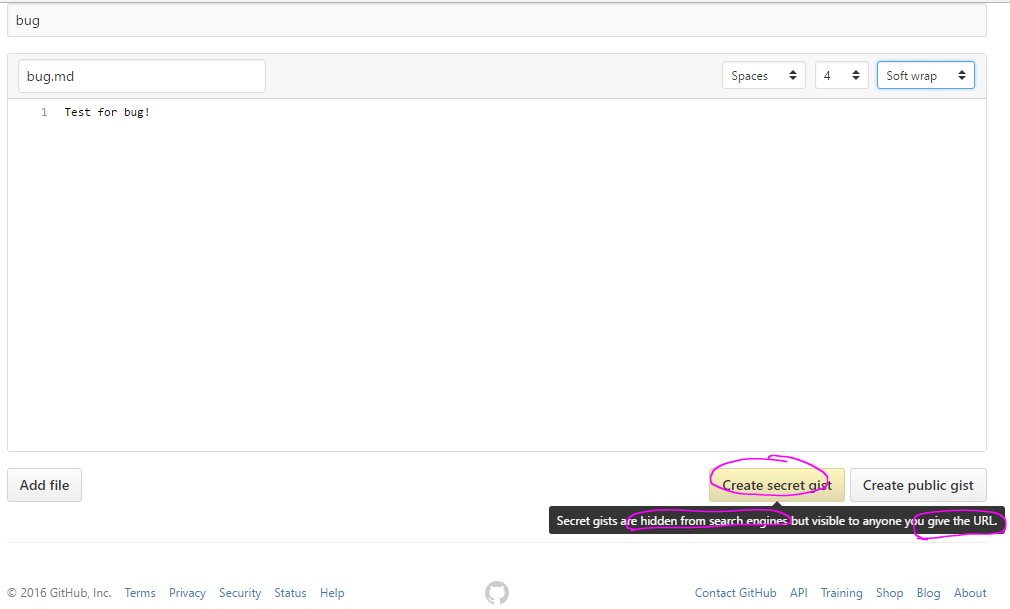 bug
bug.md Spaces 4 Soft wrap
1 Test for bug!
Add file Create secret gist Create public gist
Secret gists are hidden from search engines but visible to anyone you give the URL.
© 2016 GitHub, Inc. Terms Privacy Security Status Help Contact GitHub API Training Shop Blog About